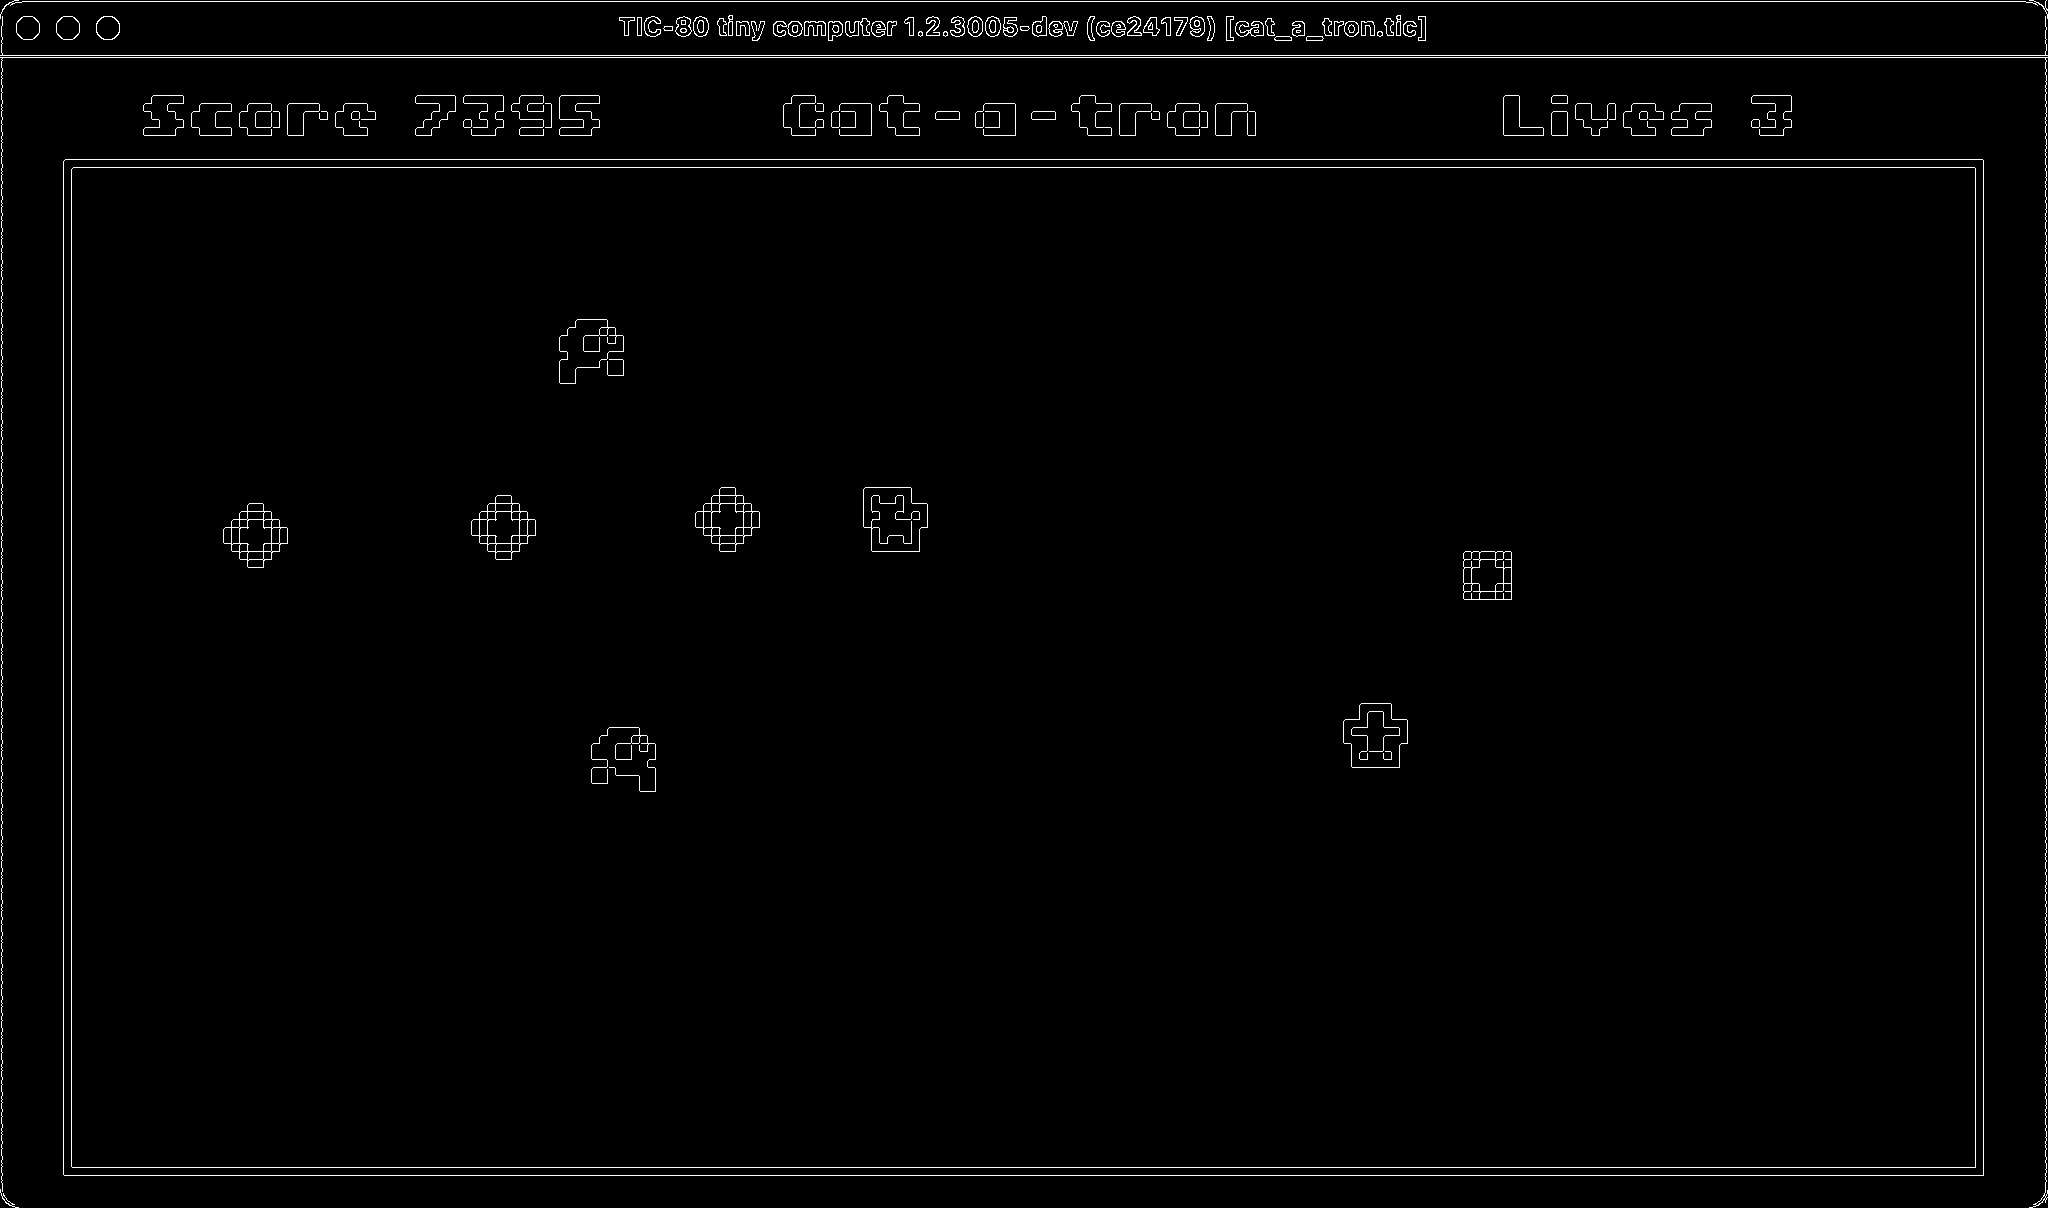 TIC-80 tiny computer 1.2.3005-dev (ce24179) [cat_a_tron.tic]
Score 7395 Cat-a-tron Lives 3